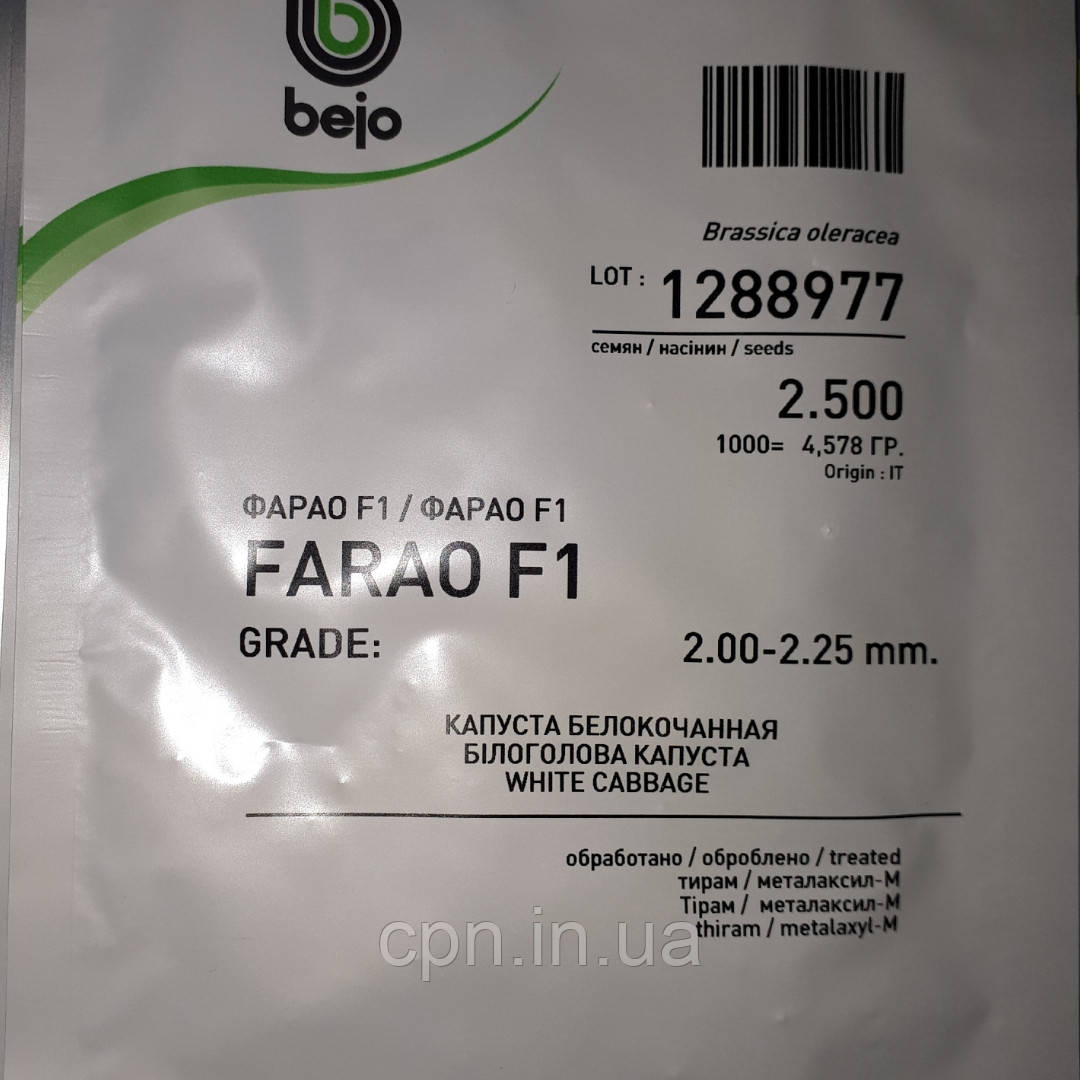 bejo
Brassica oleracea
LOT : 1288977
семян / насінин / seeds
2.500
1000= 4,578 ГР.
Origin : IT
ФАРАО F1 / ФАРАО F1
FARAO F1
GRADE: 2.00-2.25 mm.
КАПУСТА БЕЛОКОЧАННАЯ
БІЛОГОЛОВА КАПУСТА
WHITE CABBAGE
обработано / оброблено / treated
тирам / металаксил-М
Тірам / металаксил-М
thiram / metalaxyl-M
cpn.in.ua